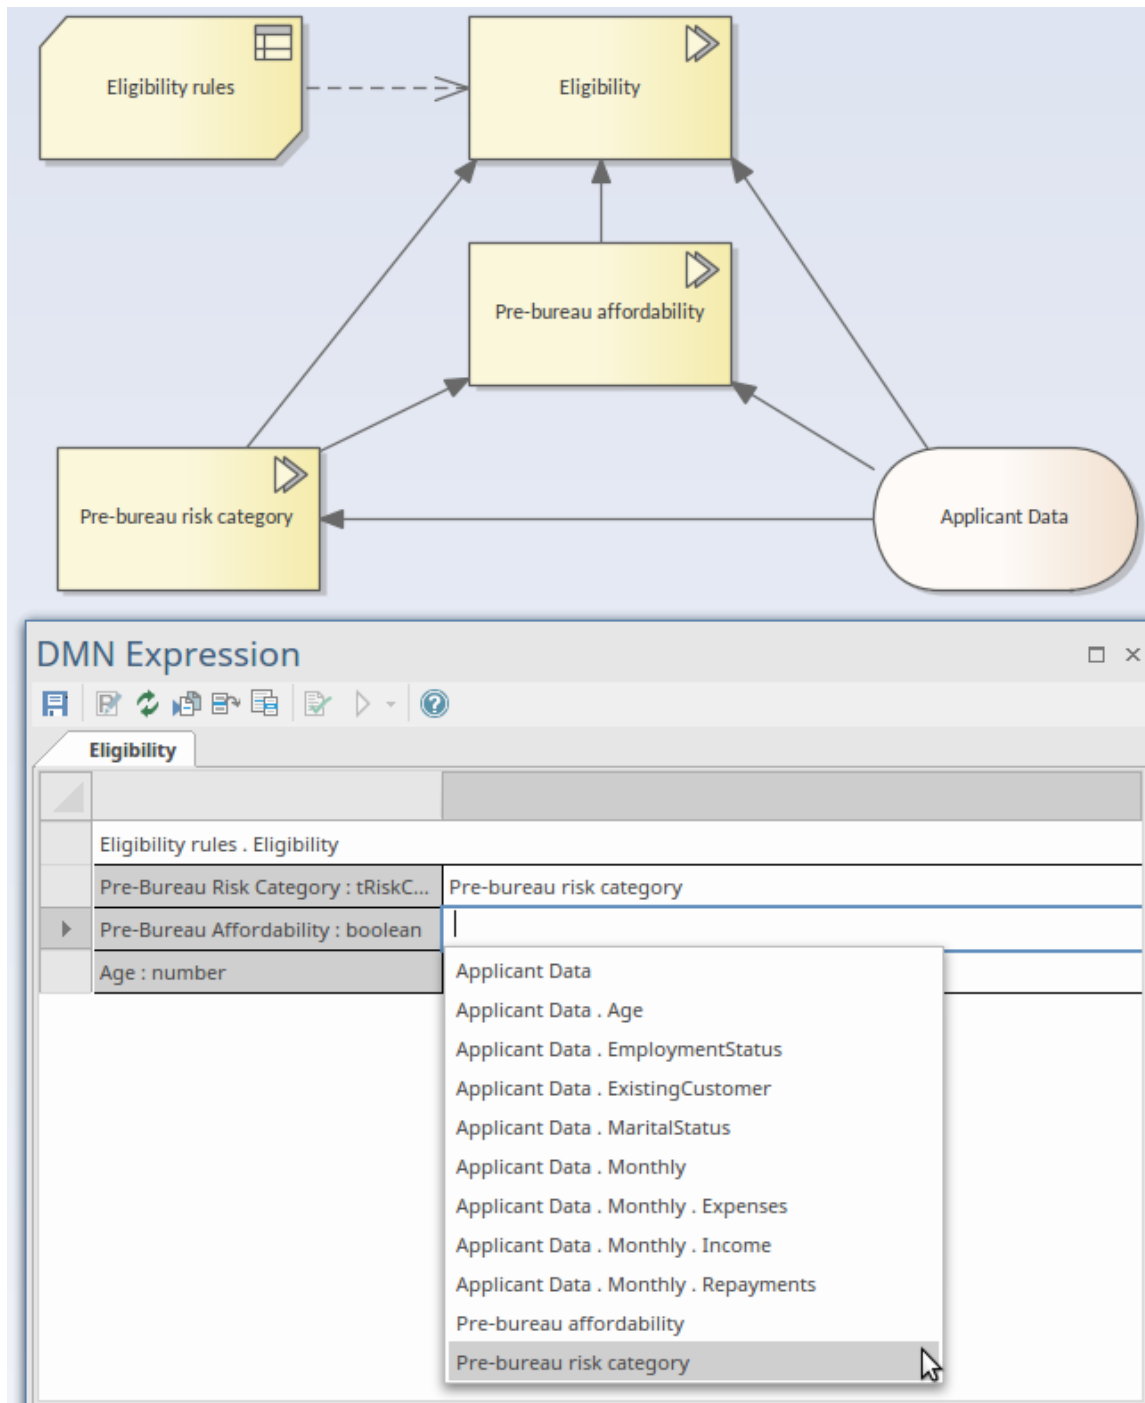 Eligibility rules
Eligibility
Pre-bureau affordability
Pre-bureau risk category
Applicant Data
DMN Expression
Eligibility
Eligibility rules . Eligibility
Pre-Bureau Risk Category : tRiskC... Pre-bureau risk category
Pre-Bureau Affordability : boolean
Age : number
Applicant Data
Applicant Data . Age
Applicant Data . EmploymentStatus
Applicant Data . ExistingCustomer
Applicant Data . MaritalStatus
Applicant Data . Monthly
Applicant Data . Monthly . Expenses
Applicant Data . Monthly . Income
Applicant Data . Monthly . Repayments
Pre-bureau affordability
Pre-bureau risk category